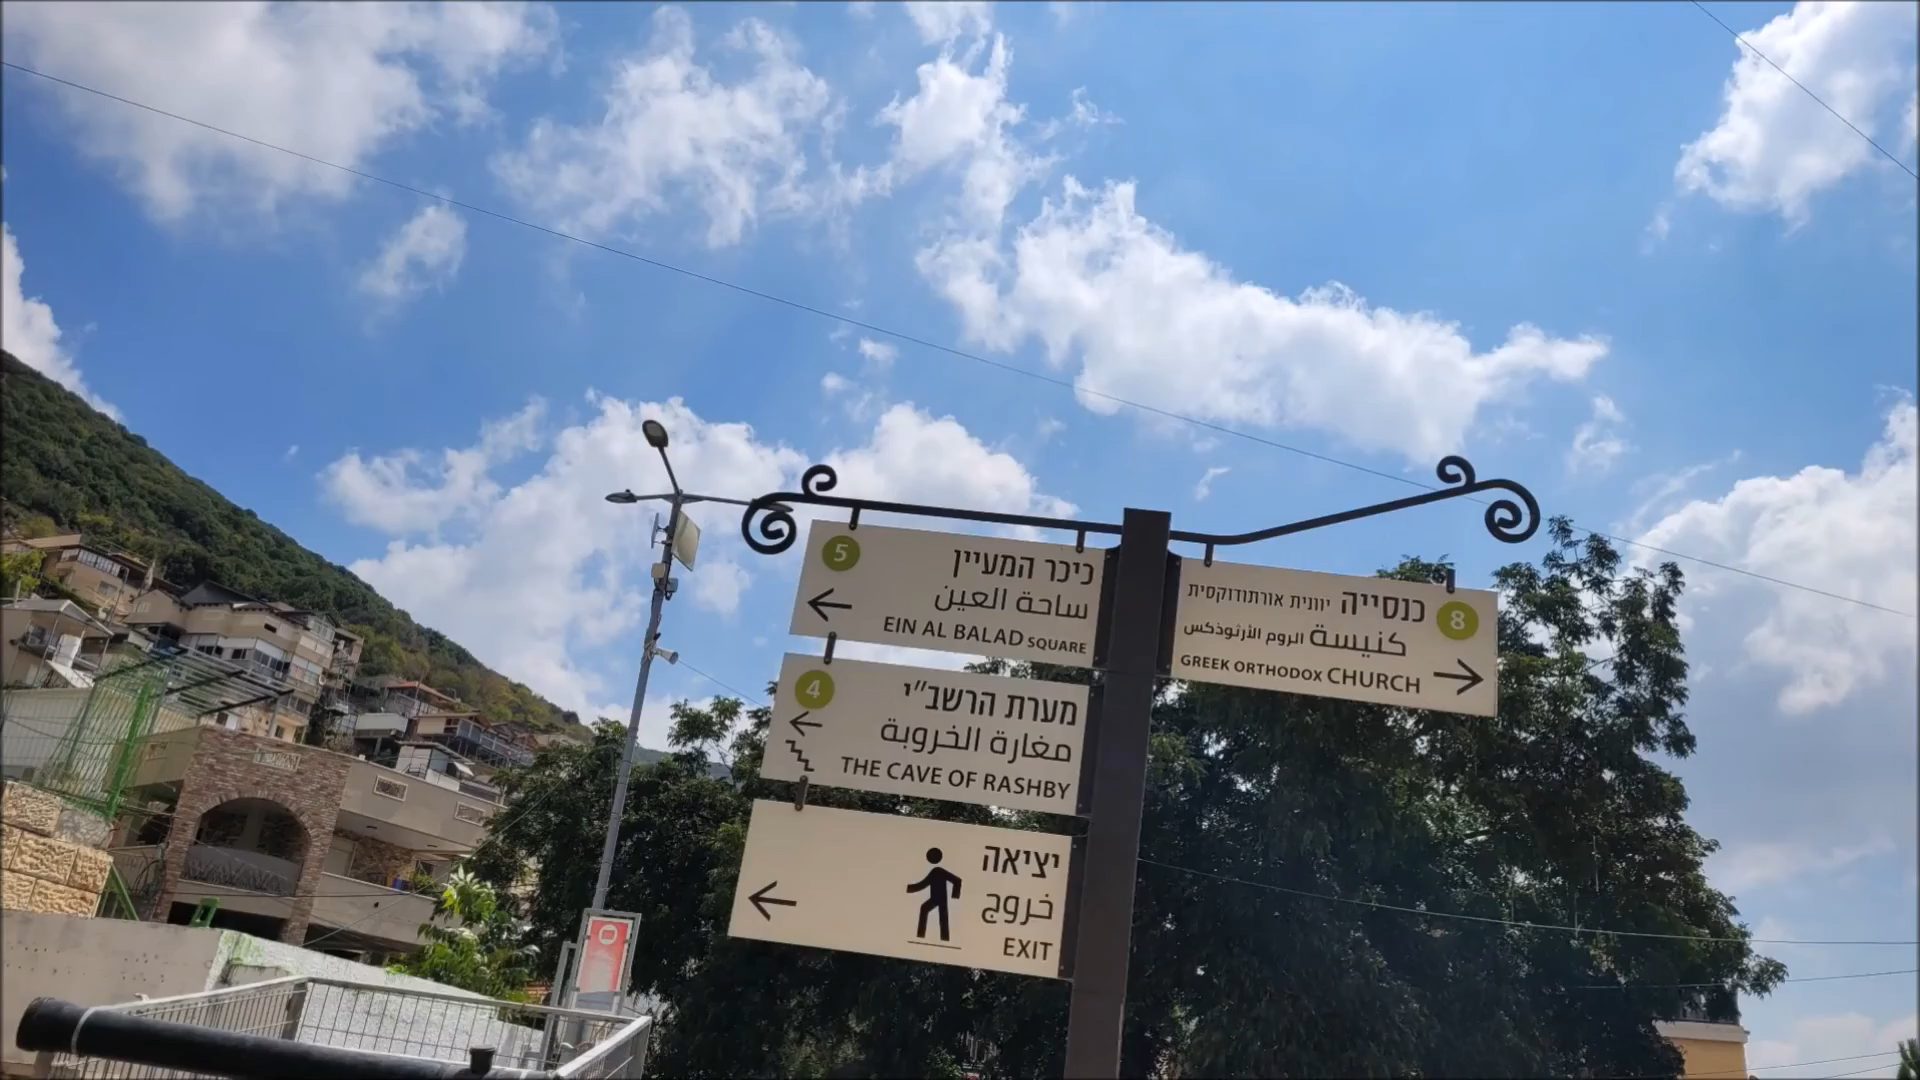 5
כיכר המעיין
ساحة العين
EIN AL BALAD SQUARE
4
מערת הרשב"י
مغارة الخروبة
THE CAVE OF RASHBY
יציאה
خروج
EXIT
כנסייה יוונית אורתודוקסית
8
كنيسة الروم الأرثوذكس
GREEK ORTHODOX CHURCH